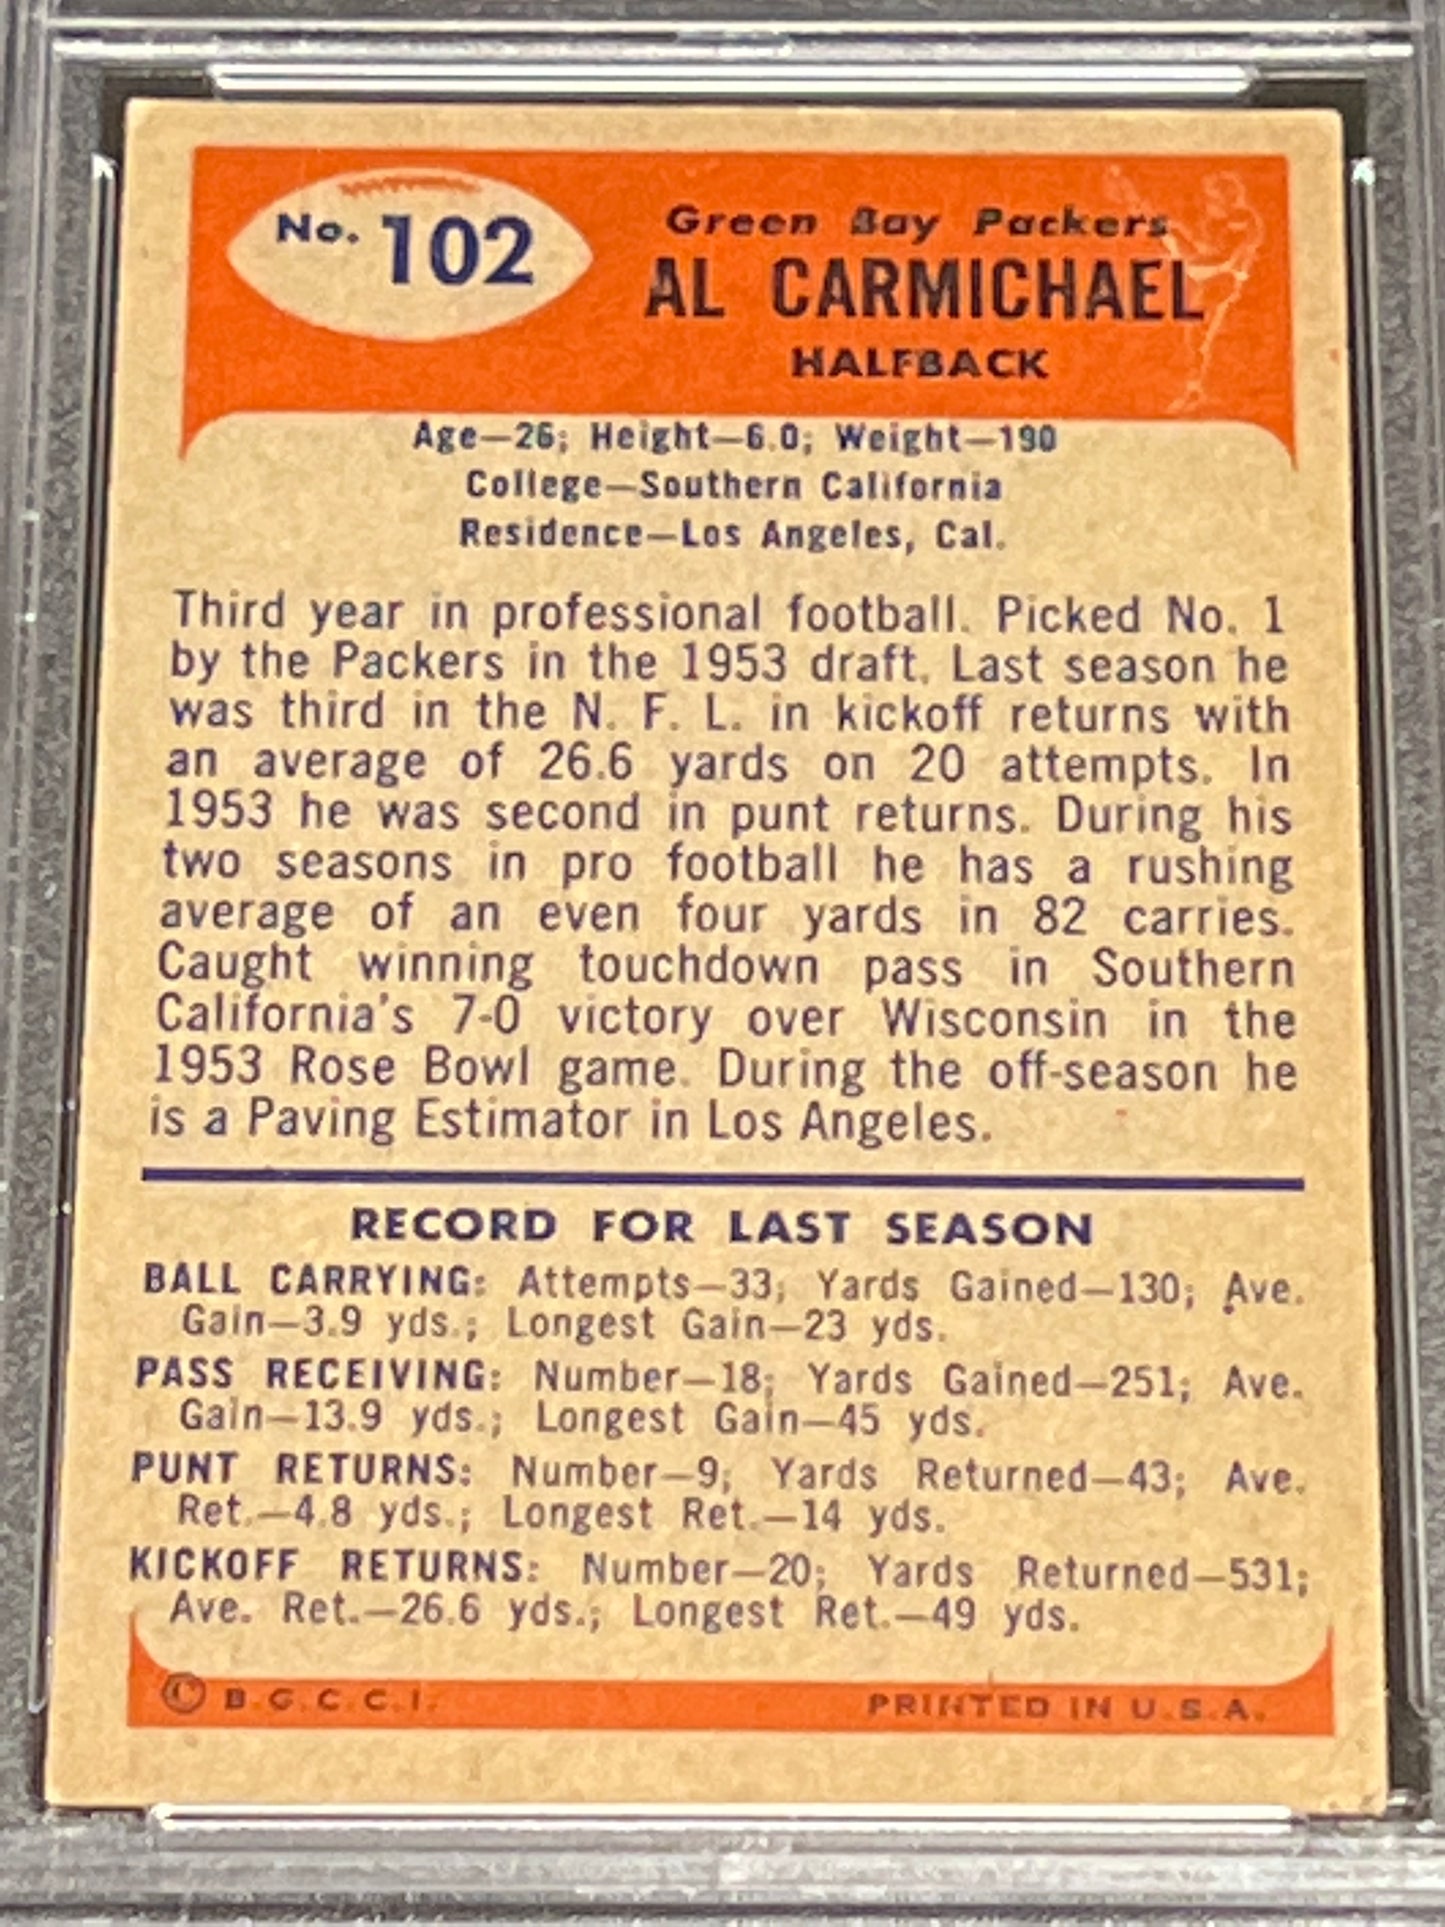 No. 102
Green Bay Packers
AL CARMICHAEL
HALFBACK
Age—26; Height—6.0; Weight—190
College—Southern California
Residence—Los Angeles, Cal.
Third year in professional football. Picked No. 1
by the Packers in the 1953 draft. Last season he
was third in the N. F. L. in kickoff returns with
an average of 26.6 yards on 20 attempts. In
1953 he was second in punt returns. During his
two seasons in pro football he has a rushing
average of an even four yards in 82 carries.
Caught winning touchdown pass in Southern
California's 7-0 victory over Wisconsin in the
1953 Rose Bowl game. During the off-season he
is a Paving Estimator in Los Angeles.
RECORD FOR LAST SEASON
BALL CARRYING: Attempts—33; Yards Gained—130; Ave.
Gain—3.9 yds.; Longest Gain—23 yds.
PASS RECEIVING: Number—18; Yards Gained—251; Ave.
Gain—13.9 yds.; Longest Gain—45 yds.
PUNT RETURNS: Number—9; Yards Returned—43; Ave.
Ret.—4.8 yds.; Longest Ret.—14 yds.
KICKOFF RETURNS: Number—20; Yards Returned—531;
Ave. Ret.—26.6 yds.; Longest Ret.—49 yds.
© B.G.C.C.I. PRINTED IN U.S.A.